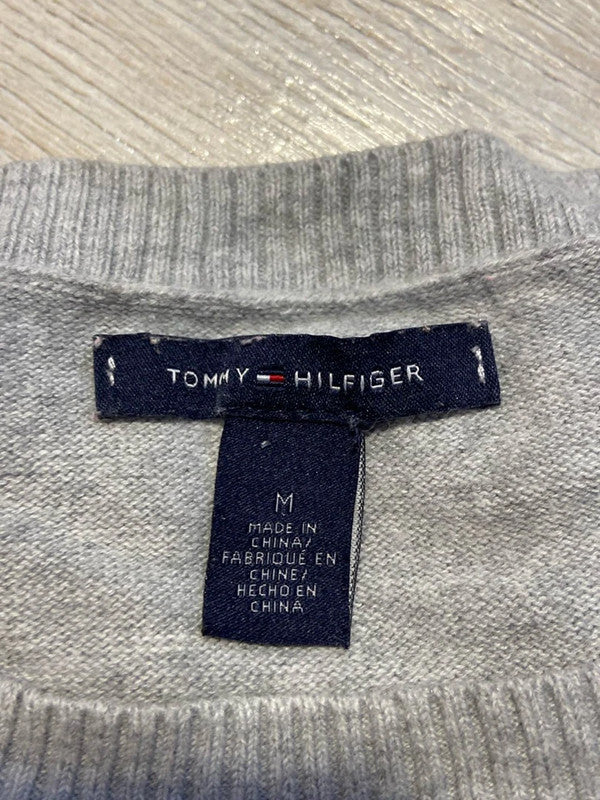 TOMMY HILFIGER
M
MADE IN
CHINA/
FABRIQUÉ EN
CHINE/
HECHO EN
CHINA